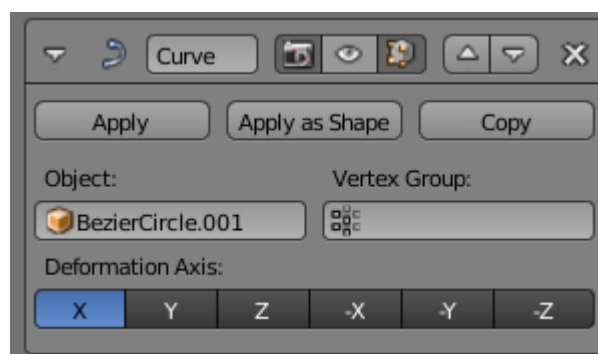 Curve
Apply Apply as Shape Copy
Object: Vertex Group:
BezierCircle.001
Deformation Axis:
X Y Z -X -Y -Z